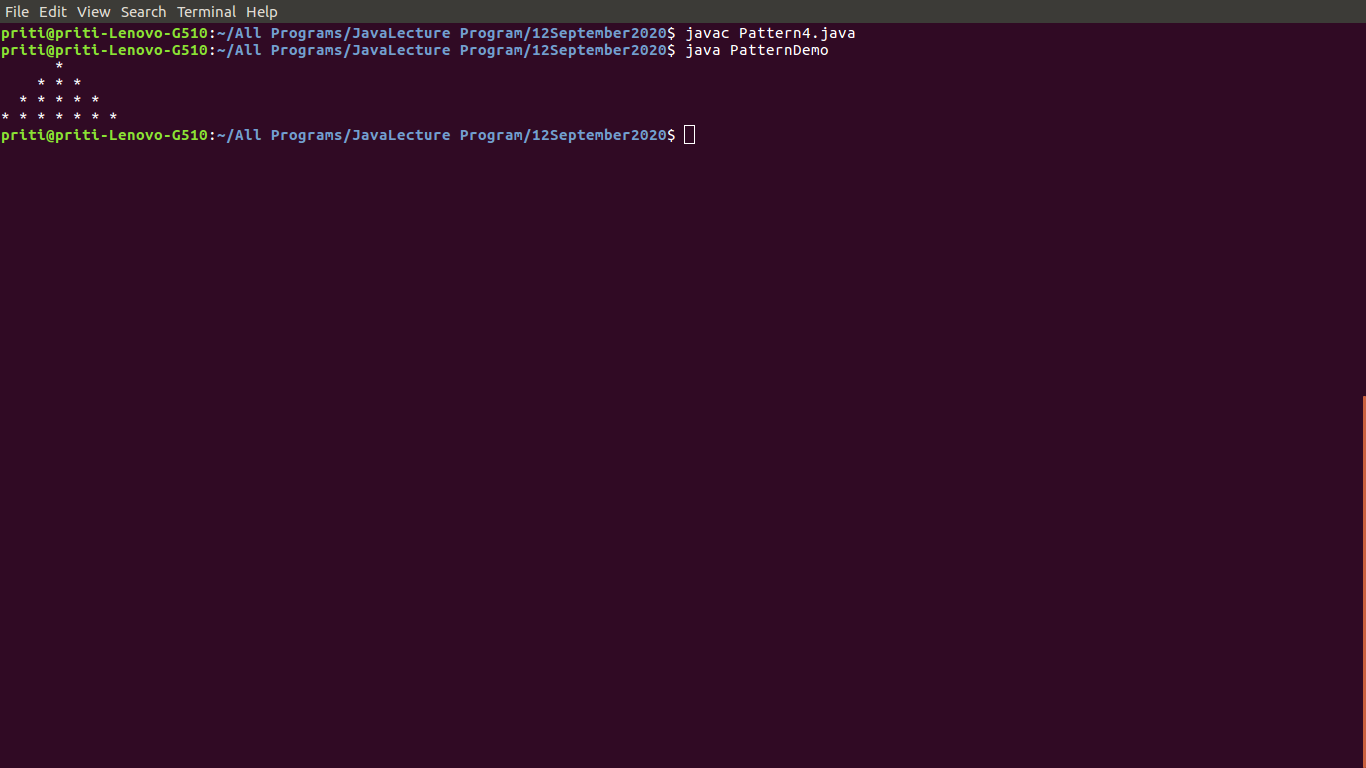 File Edit View Search Terminal Help
priti@priti-Lenovo-G510:~/All Programs/JavaLecture Program/12September2020$ javac Pattern4.java
priti@priti-Lenovo-G510:~/All Programs/JavaLecture Program/12September2020$ java PatternDemo
      *
    * * *
  * * * * *
* * * * * * *
priti@priti-Lenovo-G510:~/All Programs/JavaLecture Program/12September2020$